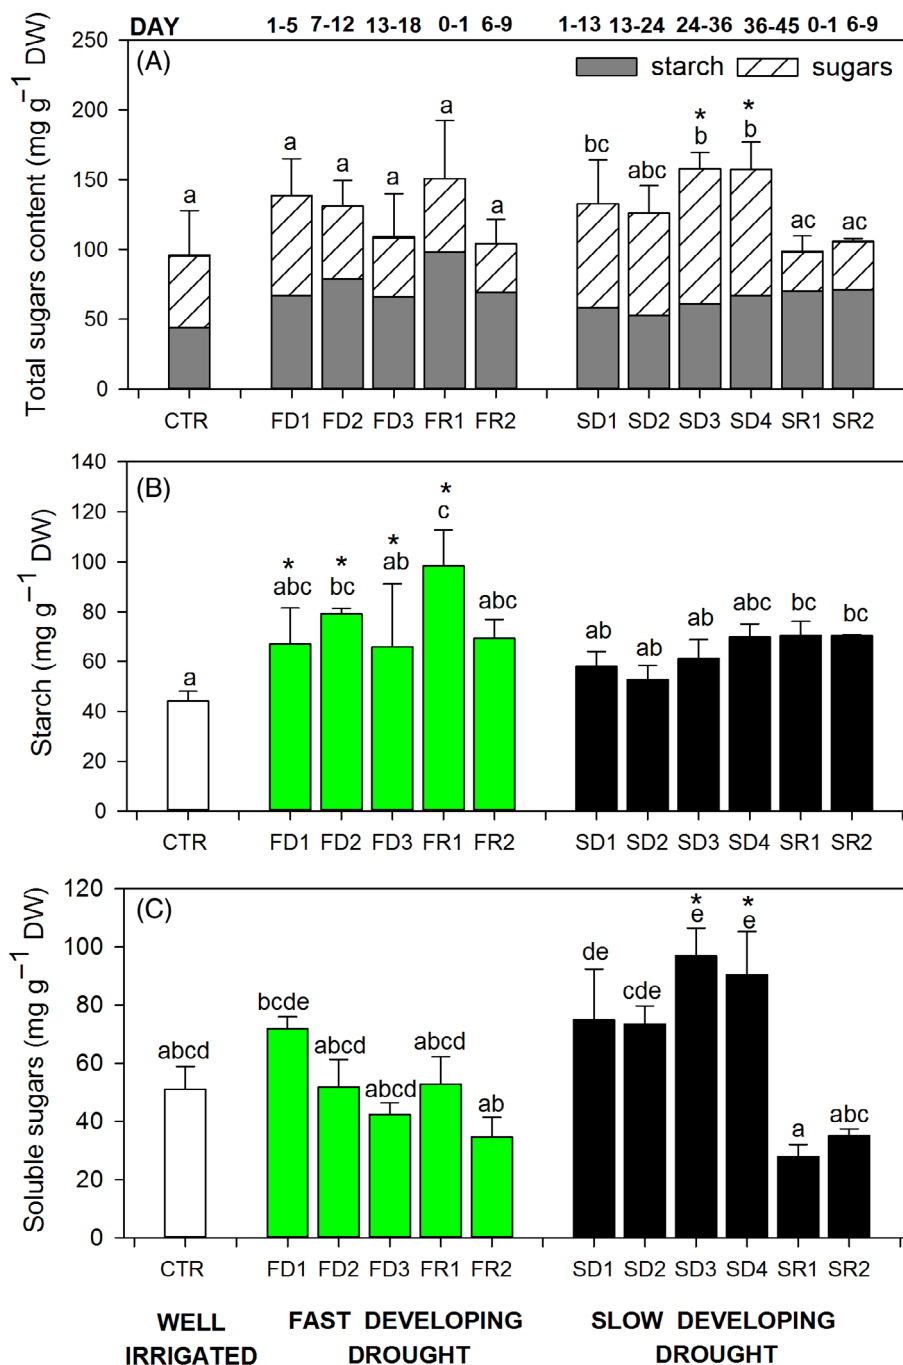 DAY 1-5 7-12 13-18 0-1 6-9 1-13 13-24 24-36 36-45 0-1 6-9
(A)
starch sugars
Total sugars content (mg g⁻¹ DW)
250
200
150
100
50
0
a a a a a a bc abc * b * b ac ac
CTR FD1 FD2 FD3 FR1 FR2 SD1 SD2 SD3 SD4 SR1 SR2
(B)
Starch (mg g⁻¹ DW)
140
120
100
80
60
40
20
0
a * abc * bc * ab * c abc ab ab ab abc bc bc
CTR FD1 FD2 FD3 FR1 FR2 SD1 SD2 SD3 SD4 SR1 SR2
(C)
Soluble sugars (mg g⁻¹ DW)
120
100
80
60
40
20
0
abcd bcde abcd abcd abcd ab de cde * e * e a abc
CTR FD1 FD2 FD3 FR1 FR2 SD1 SD2 SD3 SD4 SR1 SR2
WELL FAST DEVELOPING SLOW DEVELOPING
IRRIGATED DROUGHT DROUGHT